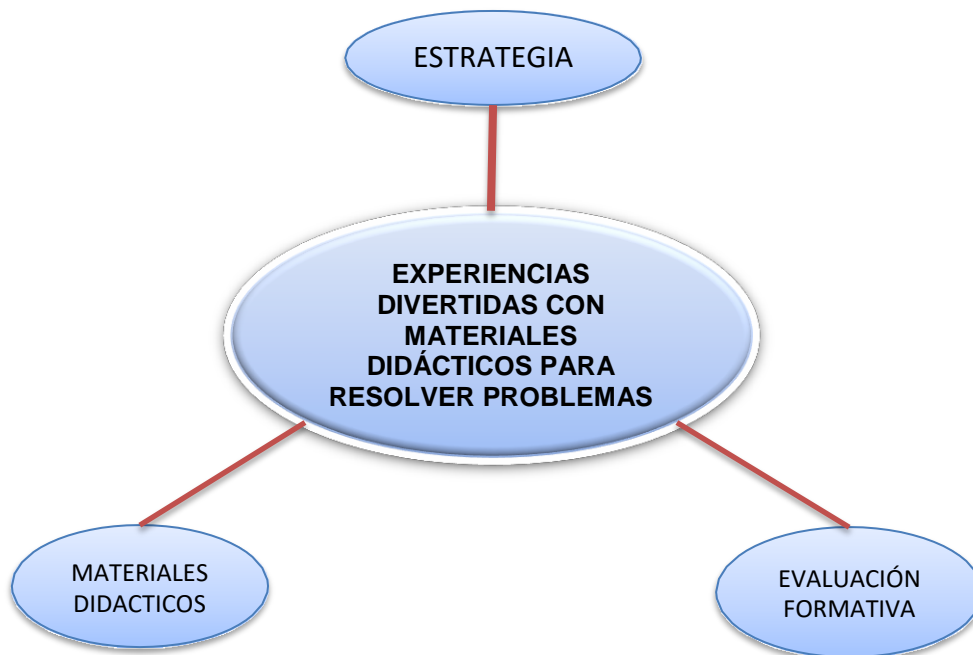 ESTRATEGIA
EXPERIENCIAS
DIVERTIDAS CON
MATERIALES
DIDÁCTICOS PARA
RESOLVER PROBLEMAS
MATERIALES
DIDACTICOS
EVALUACIÓN
FORMATIVA